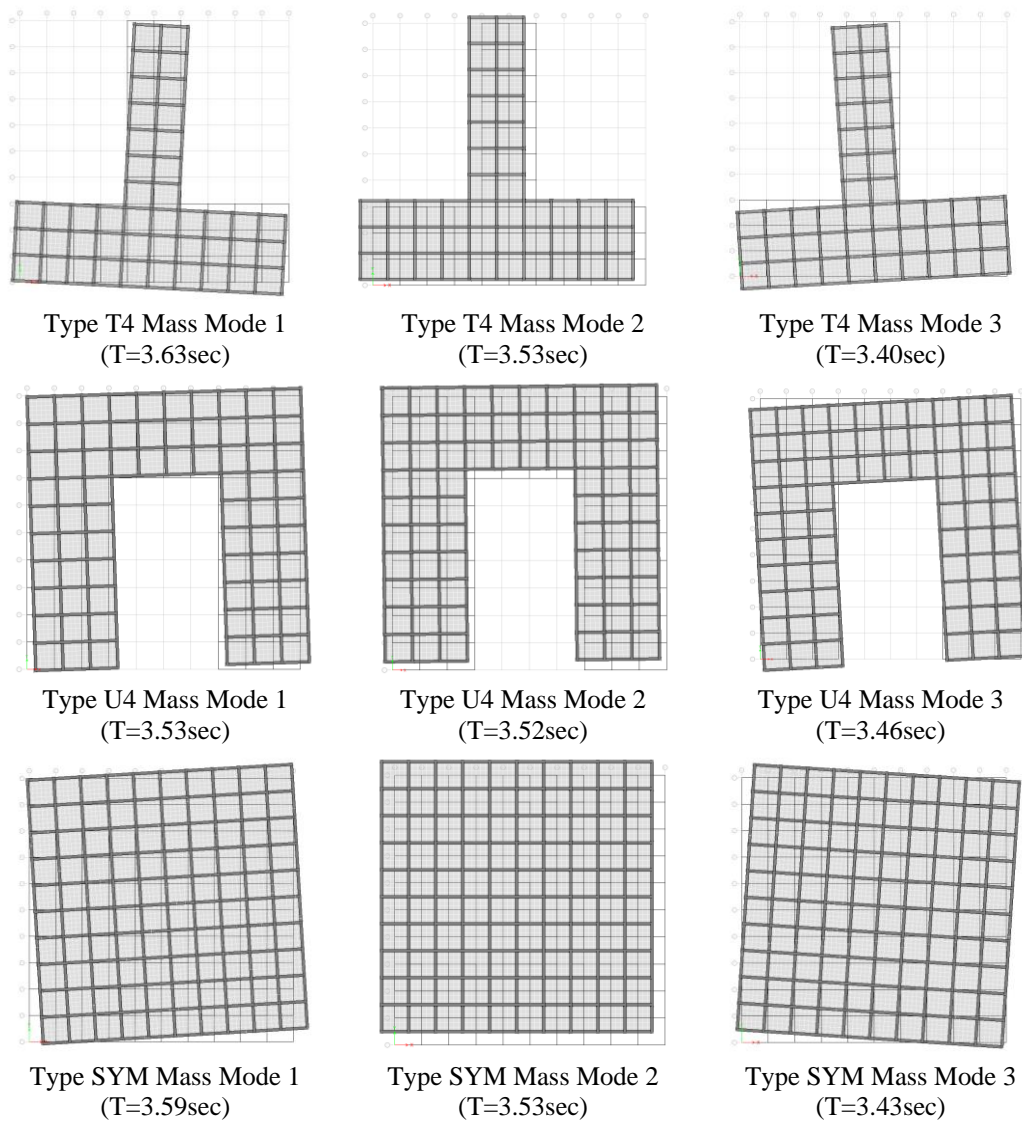 Type T4 Mass Mode 1
(T=3.63sec)
Type T4 Mass Mode 2
(T=3.53sec)
Type T4 Mass Mode 3
(T=3.40sec)
Type U4 Mass Mode 1
(T=3.53sec)
Type U4 Mass Mode 2
(T=3.52sec)
Type U4 Mass Mode 3
(T=3.46sec)
Type SYM Mass Mode 1
(T=3.59sec)
Type SYM Mass Mode 2
(T=3.53sec)
Type SYM Mass Mode 3
(T=3.43sec)